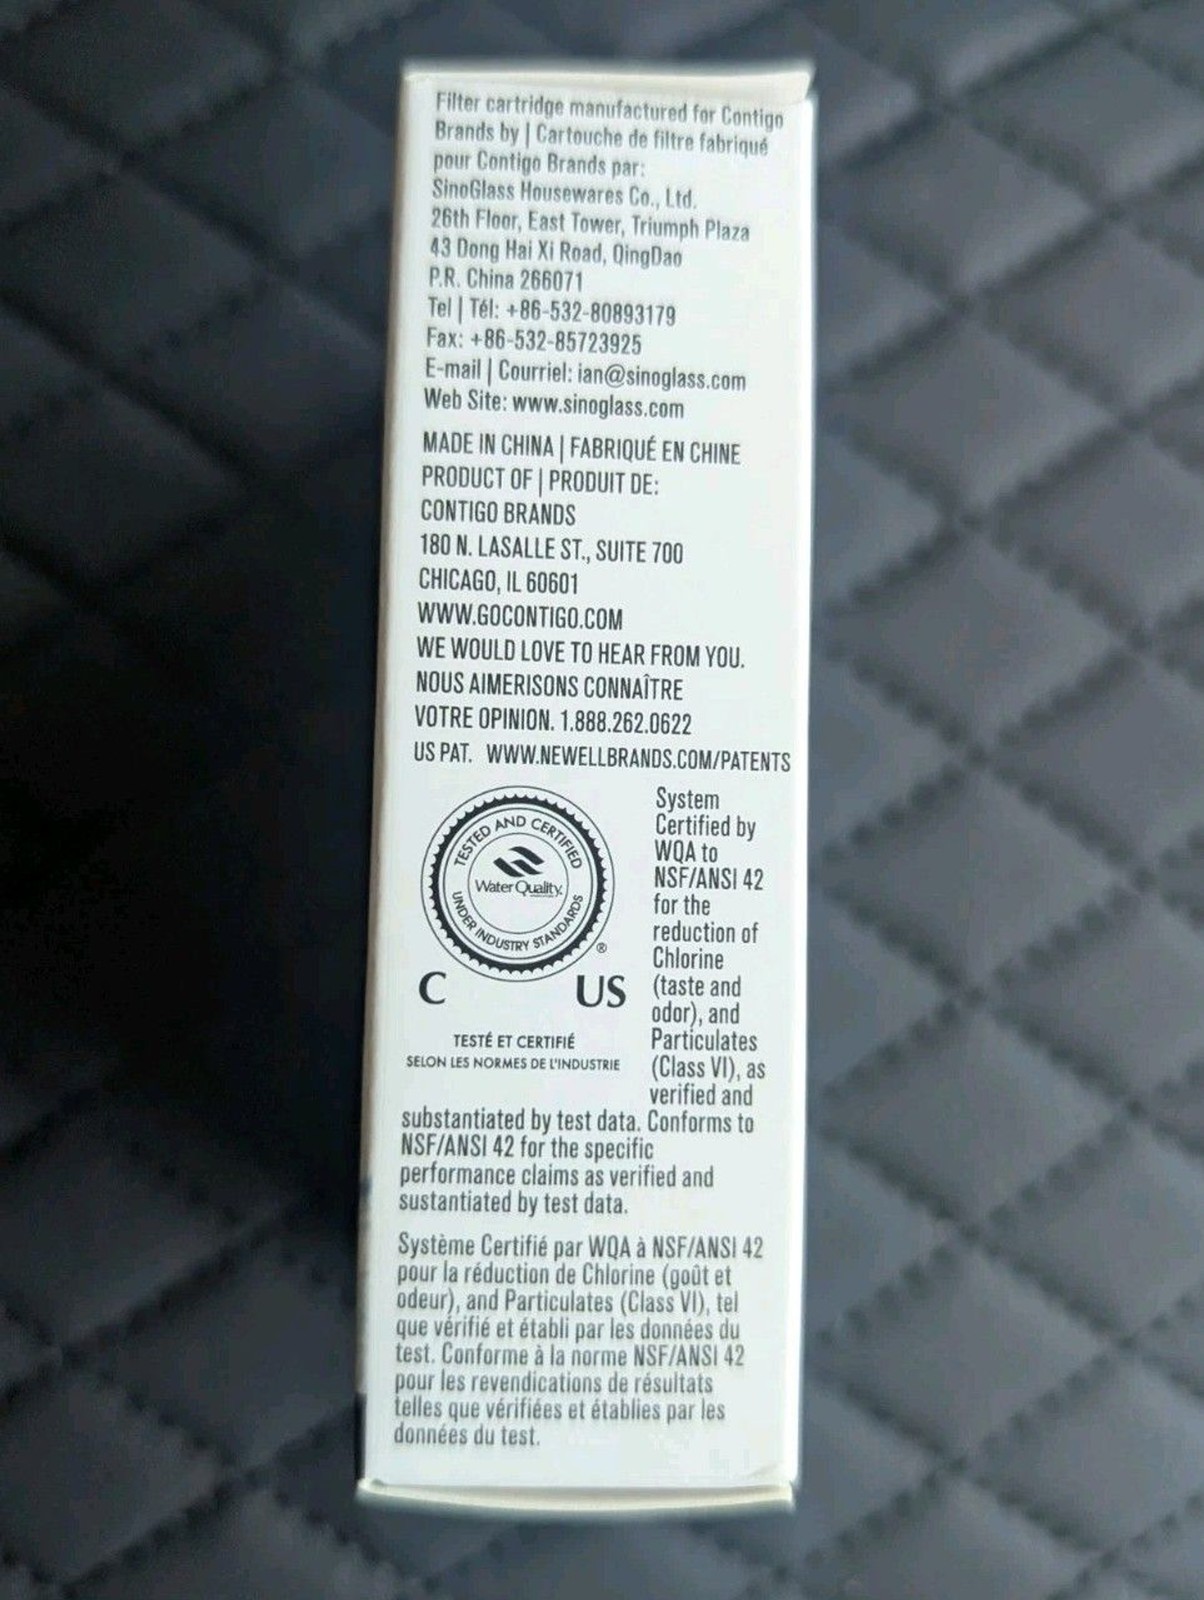 Filter cartridge manufactured for Contigo
Brands by | Cartouche de filtre fabriqué
pour Contigo Brands par:
SinoGlass Housewares Co., Ltd.
26th Floor, East Tower, Triumph Plaza
43 Dong Hai Xi Road, QingDao
P.R. China 266071
Tel | Tél: +86-532-80893179
Fax: +86-532-85723925
E-mail | Courriel: ian@sinoglass.com
Web Site: www.sinoglass.com
MADE IN CHINA | FABRIQUÉ EN CHINE
PRODUCT OF | PRODUIT DE:
CONTIGO BRANDS
180 N. LASALLE ST., SUITE 700
CHICAGO, IL 60601
WWW.GOCONTIGO.COM
WE WOULD LOVE TO HEAR FROM YOU.
NOUS AIMERISONS CONNAÎTRE
VOTRE OPINION. 1.888.262.0622
US PAT. WWW.NEWELLBRANDS.COM/PATENTS
TESTED AND CERTIFIED
Water Quality
UNDER INDUSTRY STANDARDS
®
C US
TESTÉ ET CERTIFIÉ
SELON LES NORMES DE L'INDUSTRIE
System
Certified by
WQA to
NSF/ANSI 42
for the
reduction of
Chlorine
(taste and
odor), and
Particulates
(Class VI), as
verified and
substantiated by test data. Conforms to
NSF/ANSI 42 for the specific
performance claims as verified and
sustantiated by test data.
Système Certifié par WQA à NSF/ANSI 42
pour la réduction de Chlorine (goût et
odeur), and Particulates (Class VI), tel
que vérifié et établi par les données du
test. Conforme à la norme NSF/ANSI 42
pour les revendications de résultats
telles que vérifiées et établies par les
données du test.